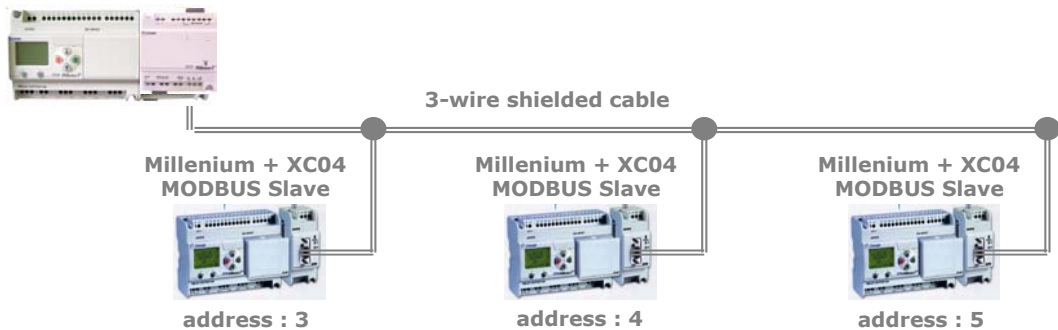 3-wire shielded cable
Millenium + XC04
MODBUS Slave
address : 3
Millenium + XC04
MODBUS Slave
address : 4
Millenium + XC04
MODBUS Slave
address : 5